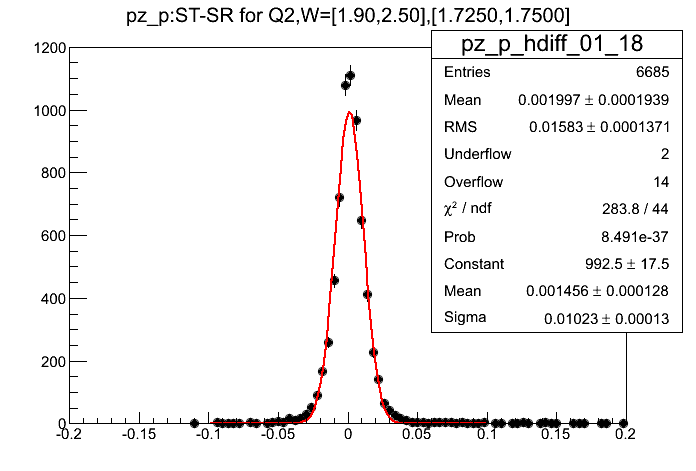 pz_p:ST-SR for Q2,W=[1.90,2.50],[1.7250,1.7500]
pz_p_hdiff_01_18
Entries 6685
Mean 0.001997 ± 0.0001939
RMS 0.01583 ± 0.0001371
Underflow 2
Overflow 14
χ² / ndf 283.8 / 44
Prob 8.491e-37
Constant 992.5 ± 17.5
Mean 0.001456 ± 0.000128
Sigma 0.01023 ± 0.00013
1200
1000
800
600
400
200
0
-0.2 -0.15 -0.1 -0.05 0 0.05 0.1 0.15 0.2